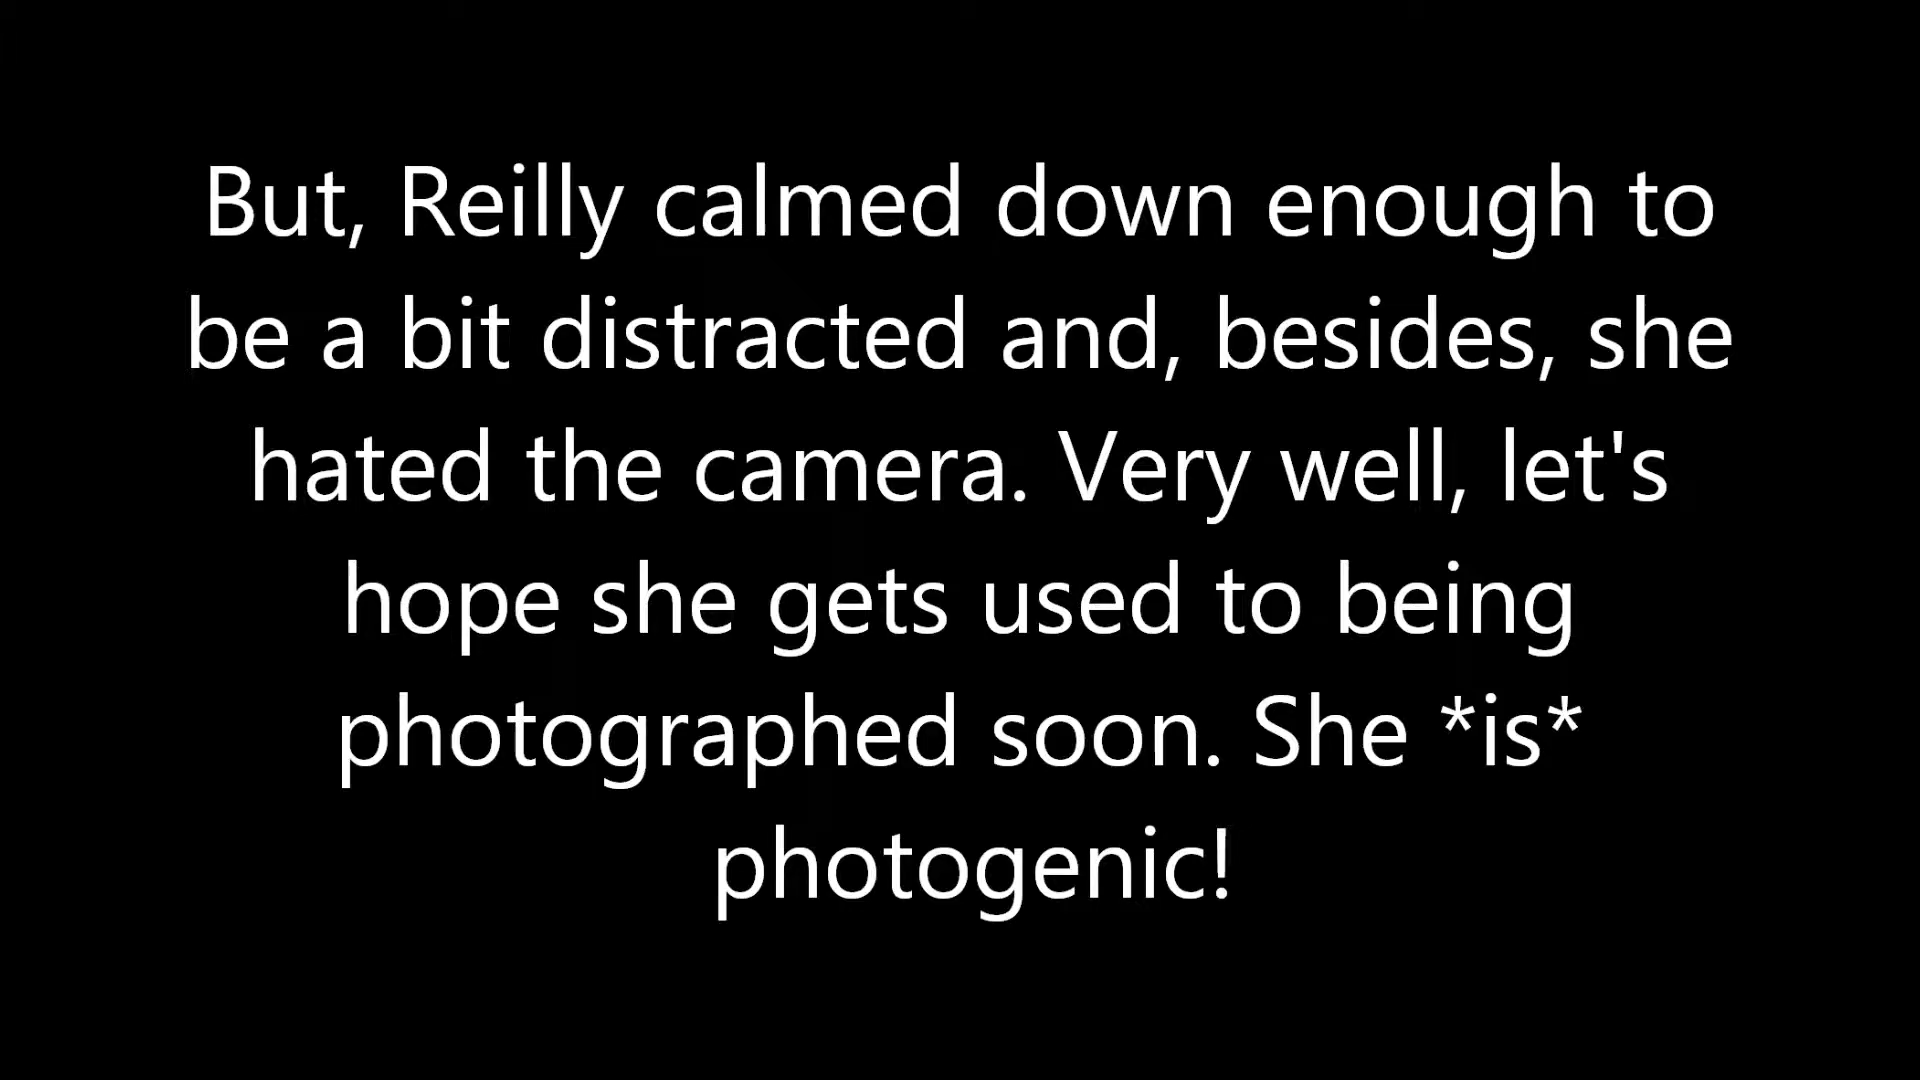 But, Reilly calmed down enough to
be a bit distracted and, besides, she
hated the camera. Very well, let's
hope she gets used to being
photographed soon. She *is*
photogenic!